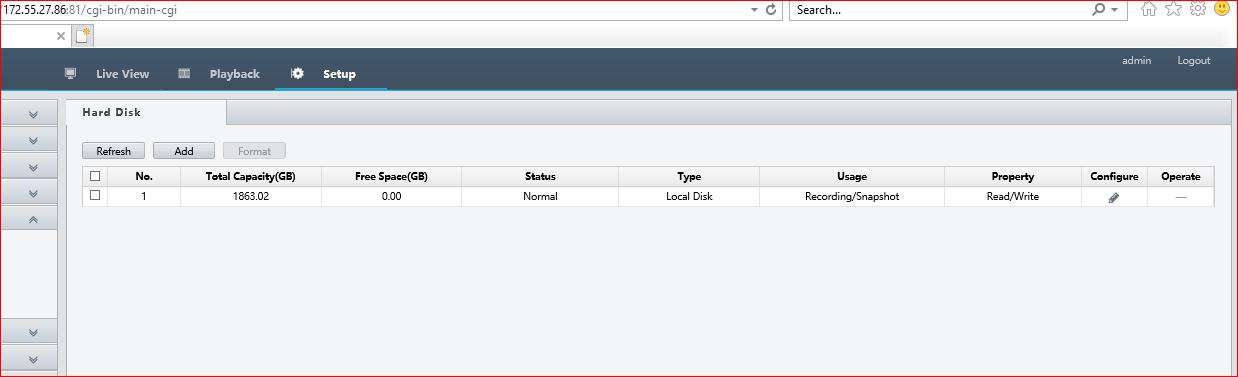 172.55.27.86:81/cgi-bin/main-cgi Search...
admin Logout
Live View Playback Setup
Hard Disk
Refresh Add Format
No. Total Capacity(GB) Free Space(GB) Status Type Usage Property Configure Operate
1 1863.02 0.00 Normal Local Disk Recording/Snapshot Read/Write —